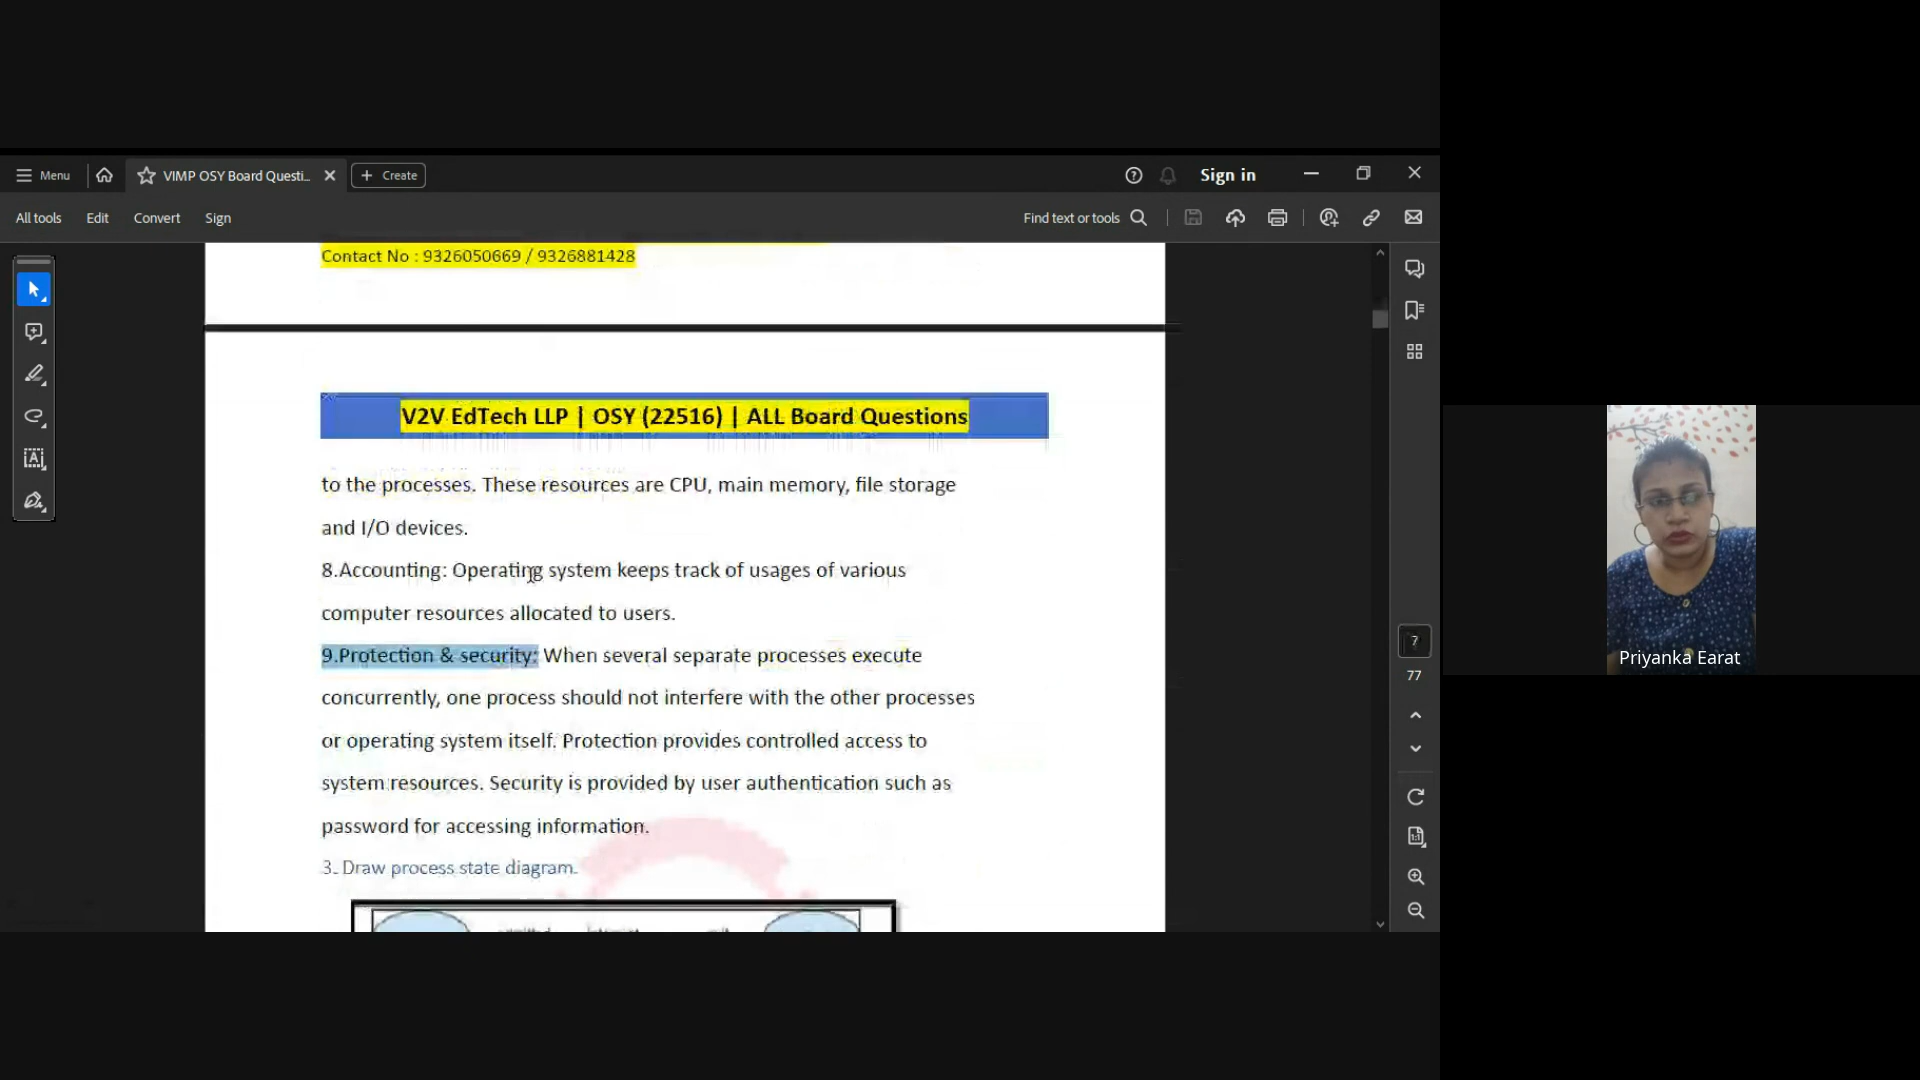 Menu
VIMP OSY Board Questi...
Create
Sign in
All tools
Edit
Convert
Sign
Find text or tools
Contact No : 9326050669 / 9326881428
V2V EdTech LLP | OSY (22516) | ALL Board Questions
to the processes. These resources are CPU, main memory, file storage
and I/O devices.
8.Accounting: Operating system keeps track of usages of various
computer resources allocated to users.
9.Protection & security: When several separate processes execute
concurrently, one process should not interfere with the other processes
or operating system itself. Protection provides controlled access to
system resources. Security is provided by user authentication such as
password for accessing information.
3. Draw process state diagram.
7
77
Priyanka Earat